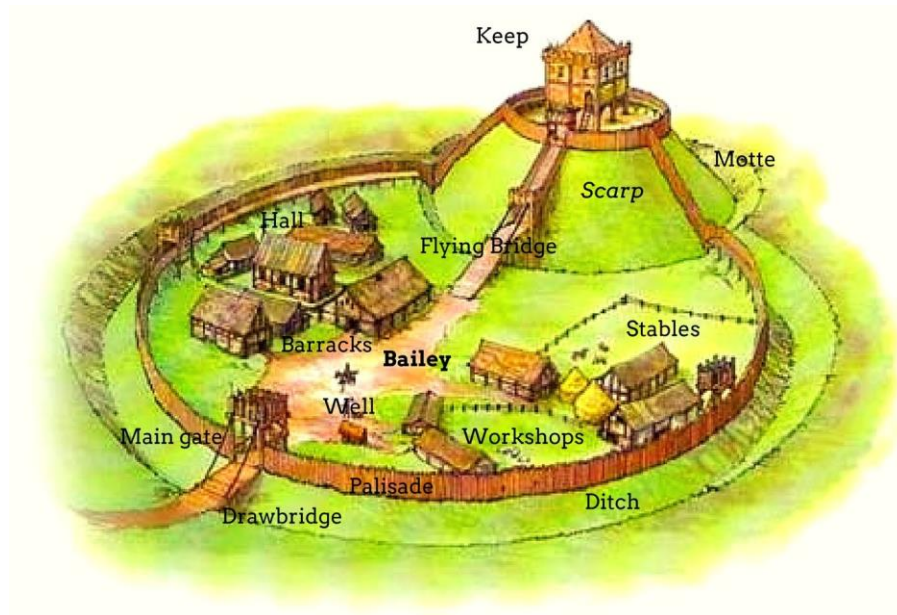 Keep
Motte
Scarp
Hall
Flying Bridge
Stables
Barracks
Bailey
Well
Main gate
Workshops
Palisade
Ditch
Drawbridge